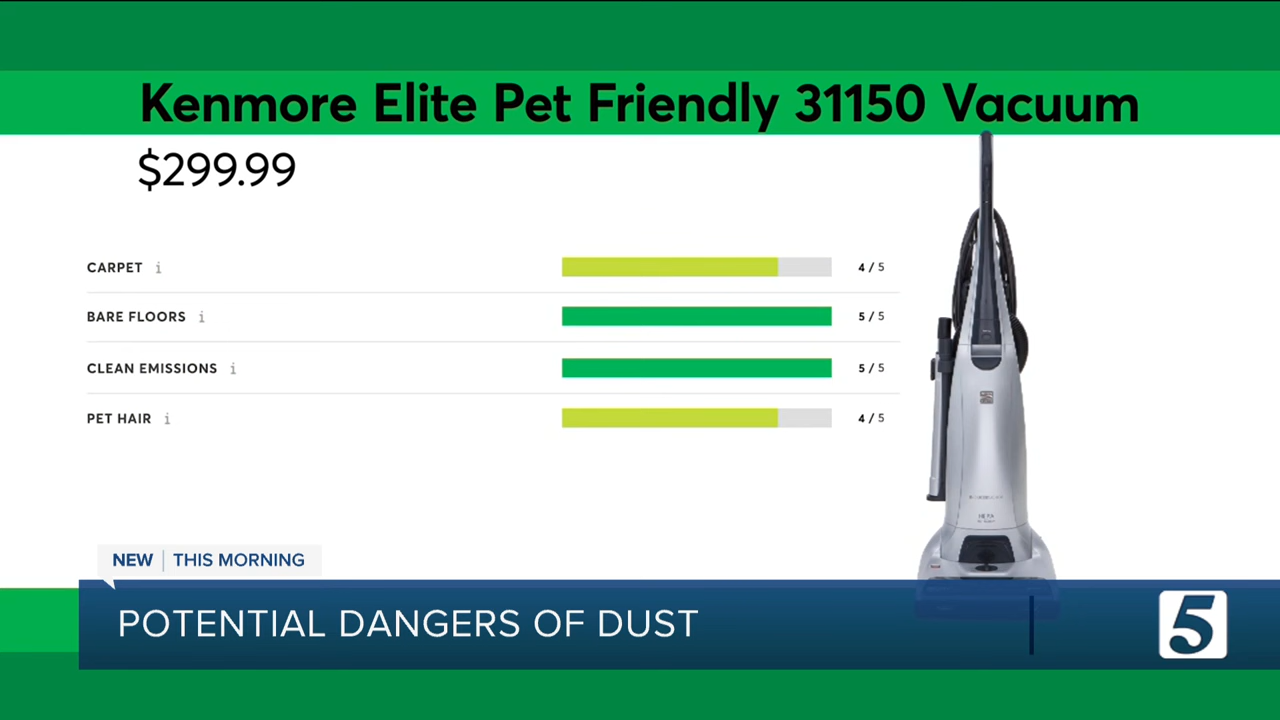 Kenmore Elite Pet Friendly 31150 Vacuum
$299.99
CARPET i 4 / 5
BARE FLOORS i 5 / 5
CLEAN EMISSIONS i 5 / 5
PET HAIR i 4 / 5
NEW | THIS MORNING
POTENTIAL DANGERS OF DUST
5